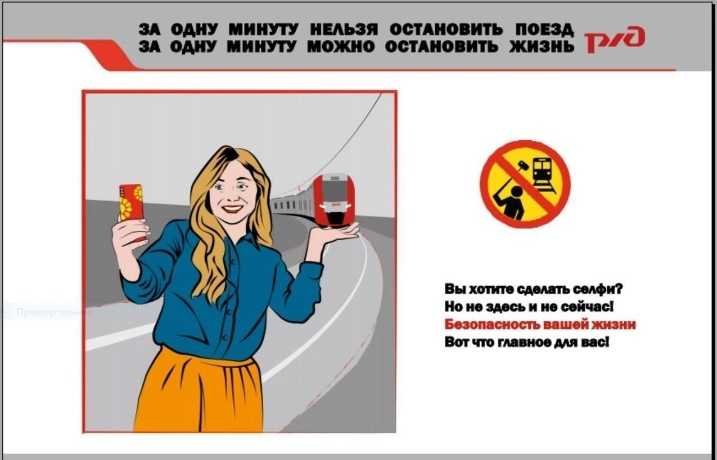 ЗА ОДНУ МИНУТУ НЕЛЬЗЯ ОСТАНОВИТЬ ПОЕЗД
ЗА ОДНУ МИНУТУ МОЖНО ОСТАНОВИТЬ ЖИЗНЬ
РЖД
Вы хотите сделать селфи?
Но не здесь и не сейчас!
Безопасность вашей жизни
Вот что главное для вас!
Прямоугольник